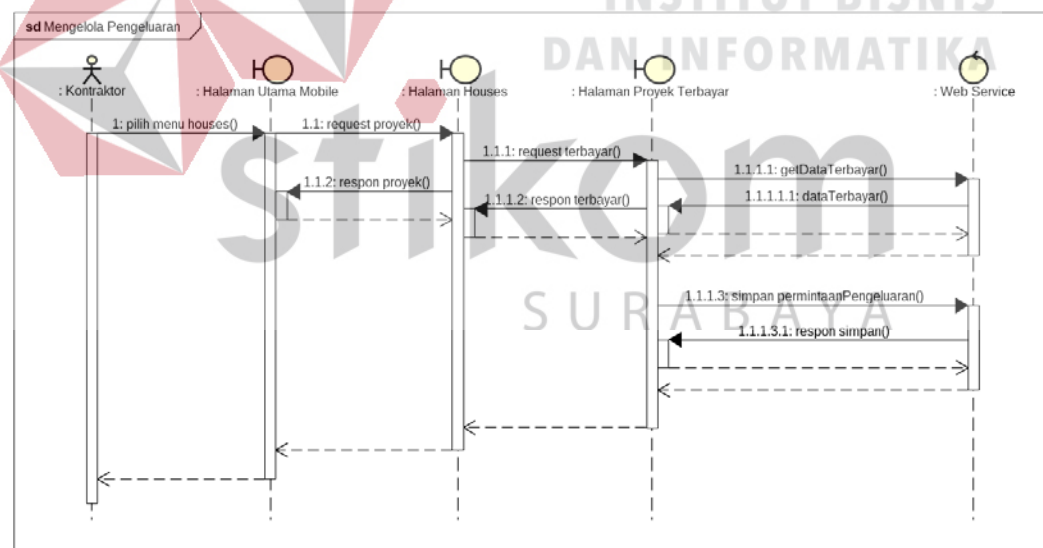 INSTITUT BISNIS
DAN INFORMATIKA
stikom
SURABAYA
sd Mengelola Pengeluaran
: Kontraktor
: Halaman Utama Mobile
: Halaman Houses
: Halaman Proyek Terbayar
: Web Service
1: pilih menu houses()
1.1: request proyek()
1.1.1: request terbayar()
1.1.1.1: getDataTerbayar()
1.1.2: respon proyek()
1.1.1.2: respon terbayar()
1.1.1.1.1: dataTerbayar()
1.1.1.3: simpan permintaanPengeluaran()
1.1.1.3.1: respon simpan()